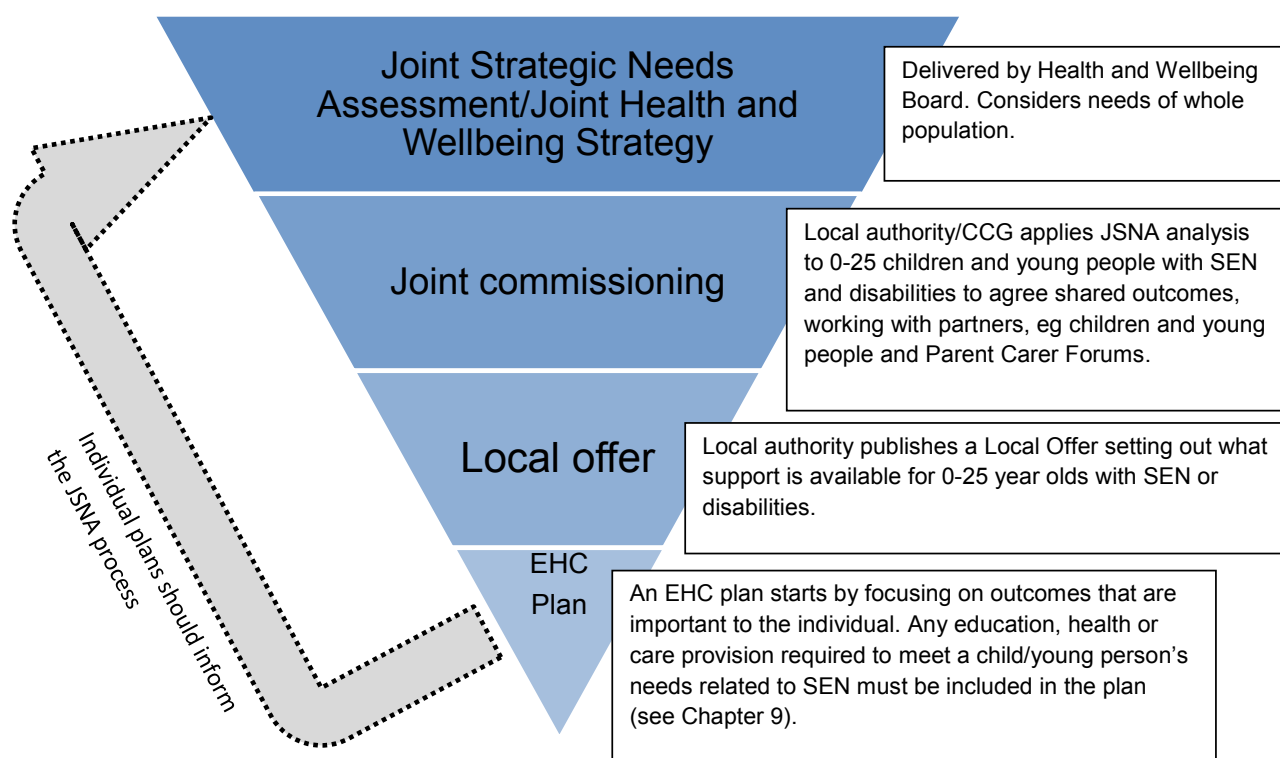 Joint Strategic Needs
Assessment/Joint Health and
Wellbeing Strategy
Delivered by Health and Wellbeing
Board. Considers needs of whole
population.
Joint commissioning
Local authority/CCG applies JSNA analysis
to 0-25 children and young people with SEN
and disabilities to agree shared outcomes,
working with partners, eg children and young
people and Parent Carer Forums.
Local offer
Local authority publishes a Local Offer setting out what
support is available for 0-25 year olds with SEN or
disabilities.
EHC
Plan
An EHC plan starts by focusing on outcomes that are
important to the individual. Any education, health or
care provision required to meet a child/young person’s
needs related to SEN must be included in the plan
(see Chapter 9).
Individual plans should inform
the JSNA process